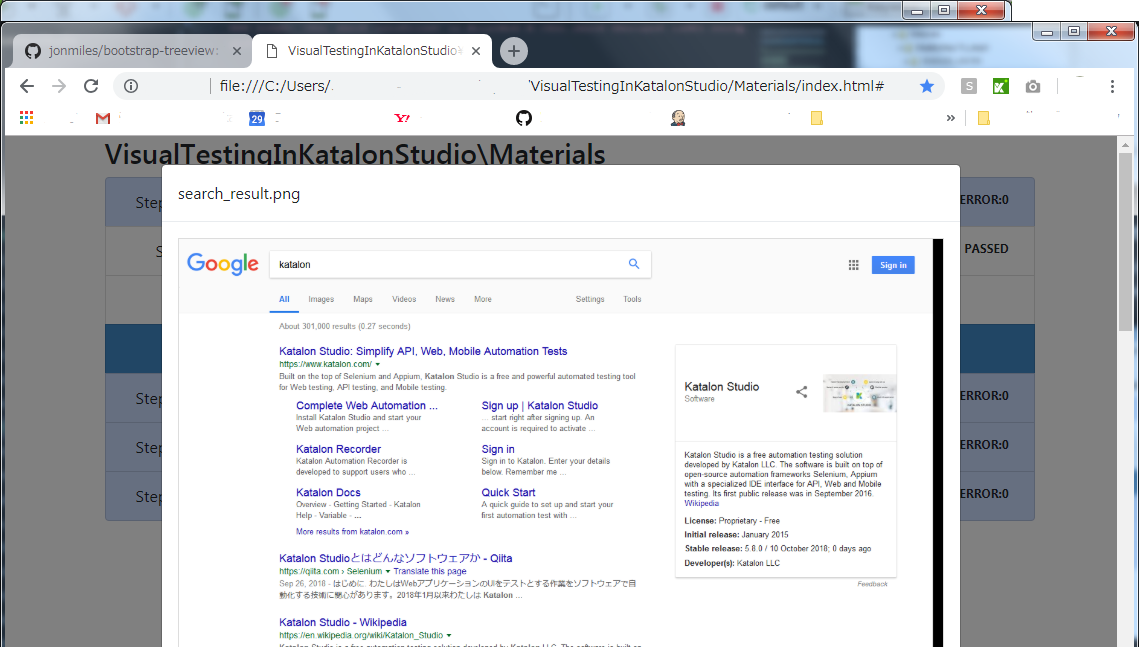 jonmiles/bootstrap-treeview:
VisualTestingInKatalonStudio
file:///C:/Users/
VisualTestingInKatalonStudio/Materials/index.html#
29
VisualTestingInKatalonStudio\Materials
search_result.png
Step
ERROR:0
S
PASSED
Step
ERROR:0
Step
ERROR:0
Step
ERROR:0
Google
katalon
Sign in
All Images Maps Videos News More Settings Tools
About 301,000 results (0.27 seconds)
Katalon Studio: Simplify API, Web, Mobile Automation Tests
https://www.katalon.com/
Built on the top of Selenium and Appium, Katalon Studio is a free and powerful automated testing tool
for Web testing, API testing, and Mobile testing.
Complete Web Automation ...
Install Katalon Studio and start your
Web automation project ...
Sign up | Katalon Studio
... start right after signing up. An
account is required to activate ...
Katalon Recorder
Katalon Automation Recorder is
developed to support users who ...
Sign in
Sign in to Katalon. Enter your details
below. Remember me ...
Katalon Docs
Overview - Getting Started - Katalon
Help - Variable - ...
Quick Start
A quick guide to set up and start your
first automation test with ...
More results from katalon.com »
Katalon Studioとはどんなソフトウェアか - Qiita
https://qiita.com › Selenium Translate this page
Sep 26, 2018 - はじめに. わたしはWebアプリケーションのUIをテストとする作業をソフトウェアで自
動化する技術に関心があります。2018年1月以来わたしは Katalon ...
Katalon Studio - Wikipedia
https://en.wikipedia.org/wiki/Katalon_Studio
Katalon Studio is a free automation testing solution developed by Katalon LLC. The software is built on
Katalon Studio
Software
Katalon Studio is a free automation testing solution
developed by Katalon LLC. The software is built on top of
open-source automation frameworks Selenium, Appium
with a specialized IDE interface for API, Web and Mobile
testing. Its first public release was in September 2016.
Wikipedia
License: Proprietary - Free
Initial release: January 2015
Stable release: 5.8.0 / 10 October 2018; 0 days ago
Developer(s): Katalon LLC
Feedback